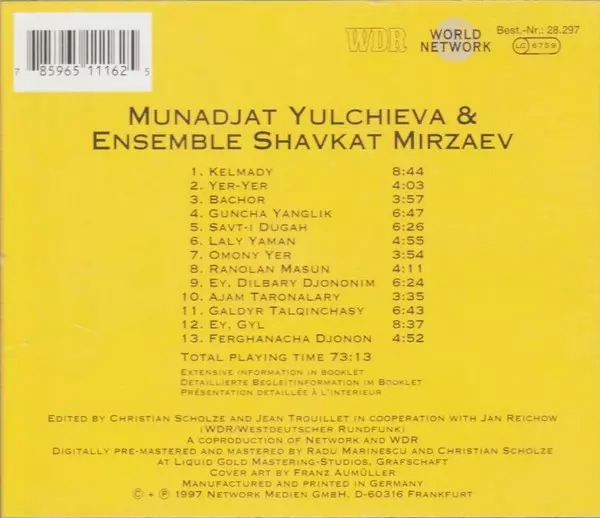 WDR
WORLD
NETWORK
Best.-Nr.: 28.297
LC 6759
7 85965 11162 5
MUNADJAT YULCHIEVA &
ENSEMBLE SHAVKAT MIRZAEV
1. KELMADY 8:44
2. YER-YER 4:03
3. BACHOR 3:57
4. GUNCHA YANGLIK 6:47
5. SAVT-I DUGAH 6:26
6. LALY YAMAN 4:55
7. OMONY YER 3:54
8. RANOLAN MASUN 4:11
9. EY, DILBARY DJONONIM 6:24
10. AJAM TARONALARY 3:35
11. GALDYR TALQINCHASY 6:43
12. EY, GYL 8:37
13. FERGHANACHA DJONON 4:52
TOTAL PLAYING TIME 73:13
EXTENSIVE INFORMATION IN BOOKLET
DETAILLIERTE BEGLEITINFORMATION IM BOOKLET
PRÉSENTATION DETAILLÉE À L'INTERIEUR
EDITED BY CHRISTIAN SCHOLZE AND JEAN TROUILLET IN COOPERATION WITH JAN REICHOW
(WDR/WESTDEUTSCHER RUNDFUNK)
A COPRODUCTION OF NETWORK AND WDR
DIGITALLY PRE-MASTERED AND MASTERED BY RADU MARINESCU AND CHRISTIAN SCHOLZE
AT LIQUID GOLD MASTERING-STUDIOS, GRAFSCHAFT
COVER ART BY FRANZ AUMÜLLER
MANUFACTURED AND PRINTED IN GERMANY
© + ℗ 1997 NETWORK MEDIEN GMBH, D-60316 FRANKFURT